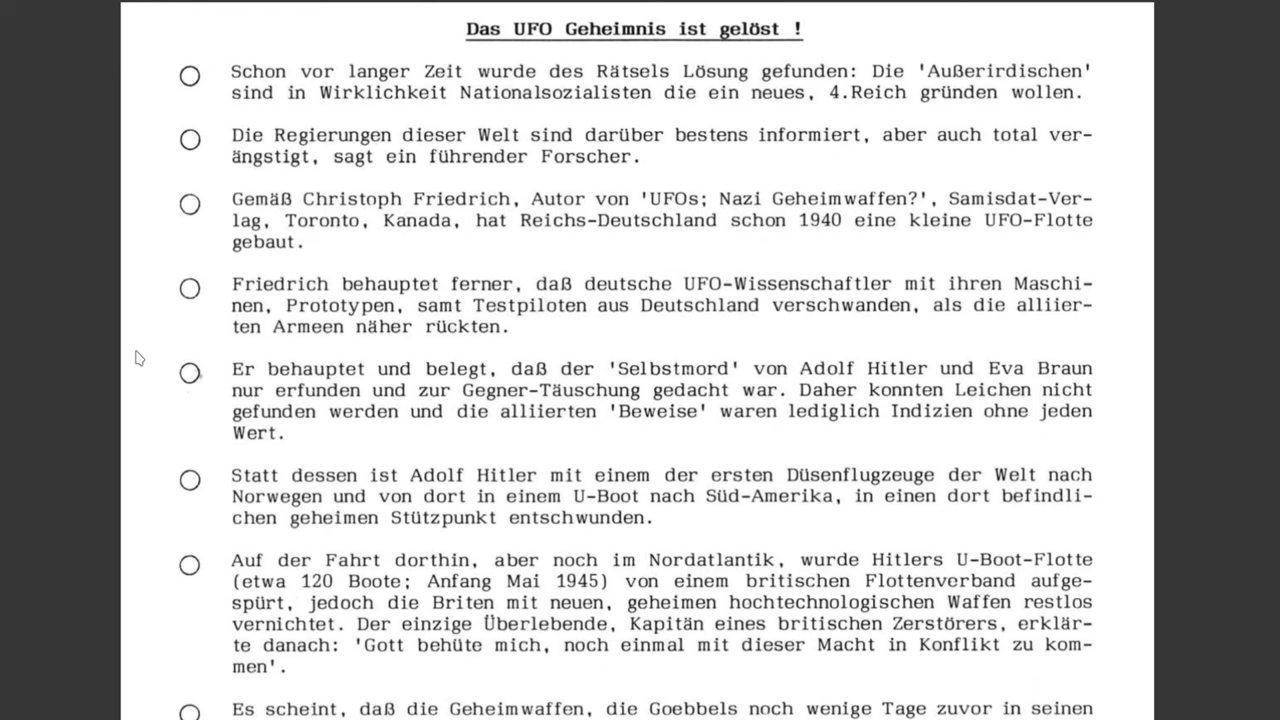 Das UFO Geheimnis ist gelöst !
Schon vor langer Zeit wurde des Rätsels Lösung gefunden: Die 'Außerirdischen'
sind in Wirklichkeit Nationalsozialisten die ein neues, 4.Reich gründen wollen.
Die Regierungen dieser Welt sind darüber bestens informiert, aber auch total ver-
ängstigt, sagt ein führender Forscher.
Gemäß Christoph Friedrich, Autor von 'UFOs; Nazi Geheimwaffen?', Samisdat-Ver-
lag, Toronto, Kanada, hat Reichs-Deutschland schon 1940 eine kleine UFO-Flotte
gebaut.
Friedrich behauptet ferner, daß deutsche UFO-Wissenschaftler mit ihren Maschi-
nen, Prototypen, samt Testpiloten aus Deutschland verschwanden, als die alliier-
ten Armeen näher rückten.
Er behauptet und belegt, daß der 'Selbstmord' von Adolf Hitler und Eva Braun
nur erfunden und zur Gegner-Täuschung gedacht war. Daher konnten Leichen nicht
gefunden werden und die alliierten 'Beweise' waren lediglich Indizien ohne jeden
Wert.
Statt dessen ist Adolf Hitler mit einem der ersten Düsenflugzeuge der Welt nach
Norwegen und von dort in einem U-Boot nach Süd-Amerika, in einen dort befindli-
chen geheimen Stützpunkt entschwunden.
Auf der Fahrt dorthin, aber noch im Nordatlantik, wurde Hitlers U-Boot-Flotte
(etwa 120 Boote; Anfang Mai 1945) von einem britischen Flottenverband aufge-
spürt, jedoch die Briten mit neuen, geheimen hochtechnologischen Waffen restlos
vernichtet. Der einzige Überlebende, Kapitän eines britischen Zerstörers, erklär-
te danach: 'Gott behüte mich, noch einmal mit dieser Macht in Konflikt zu kom-
men'.
Es scheint, daß die Geheimwaffen, die Goebbels noch wenige Tage zuvor in seinen